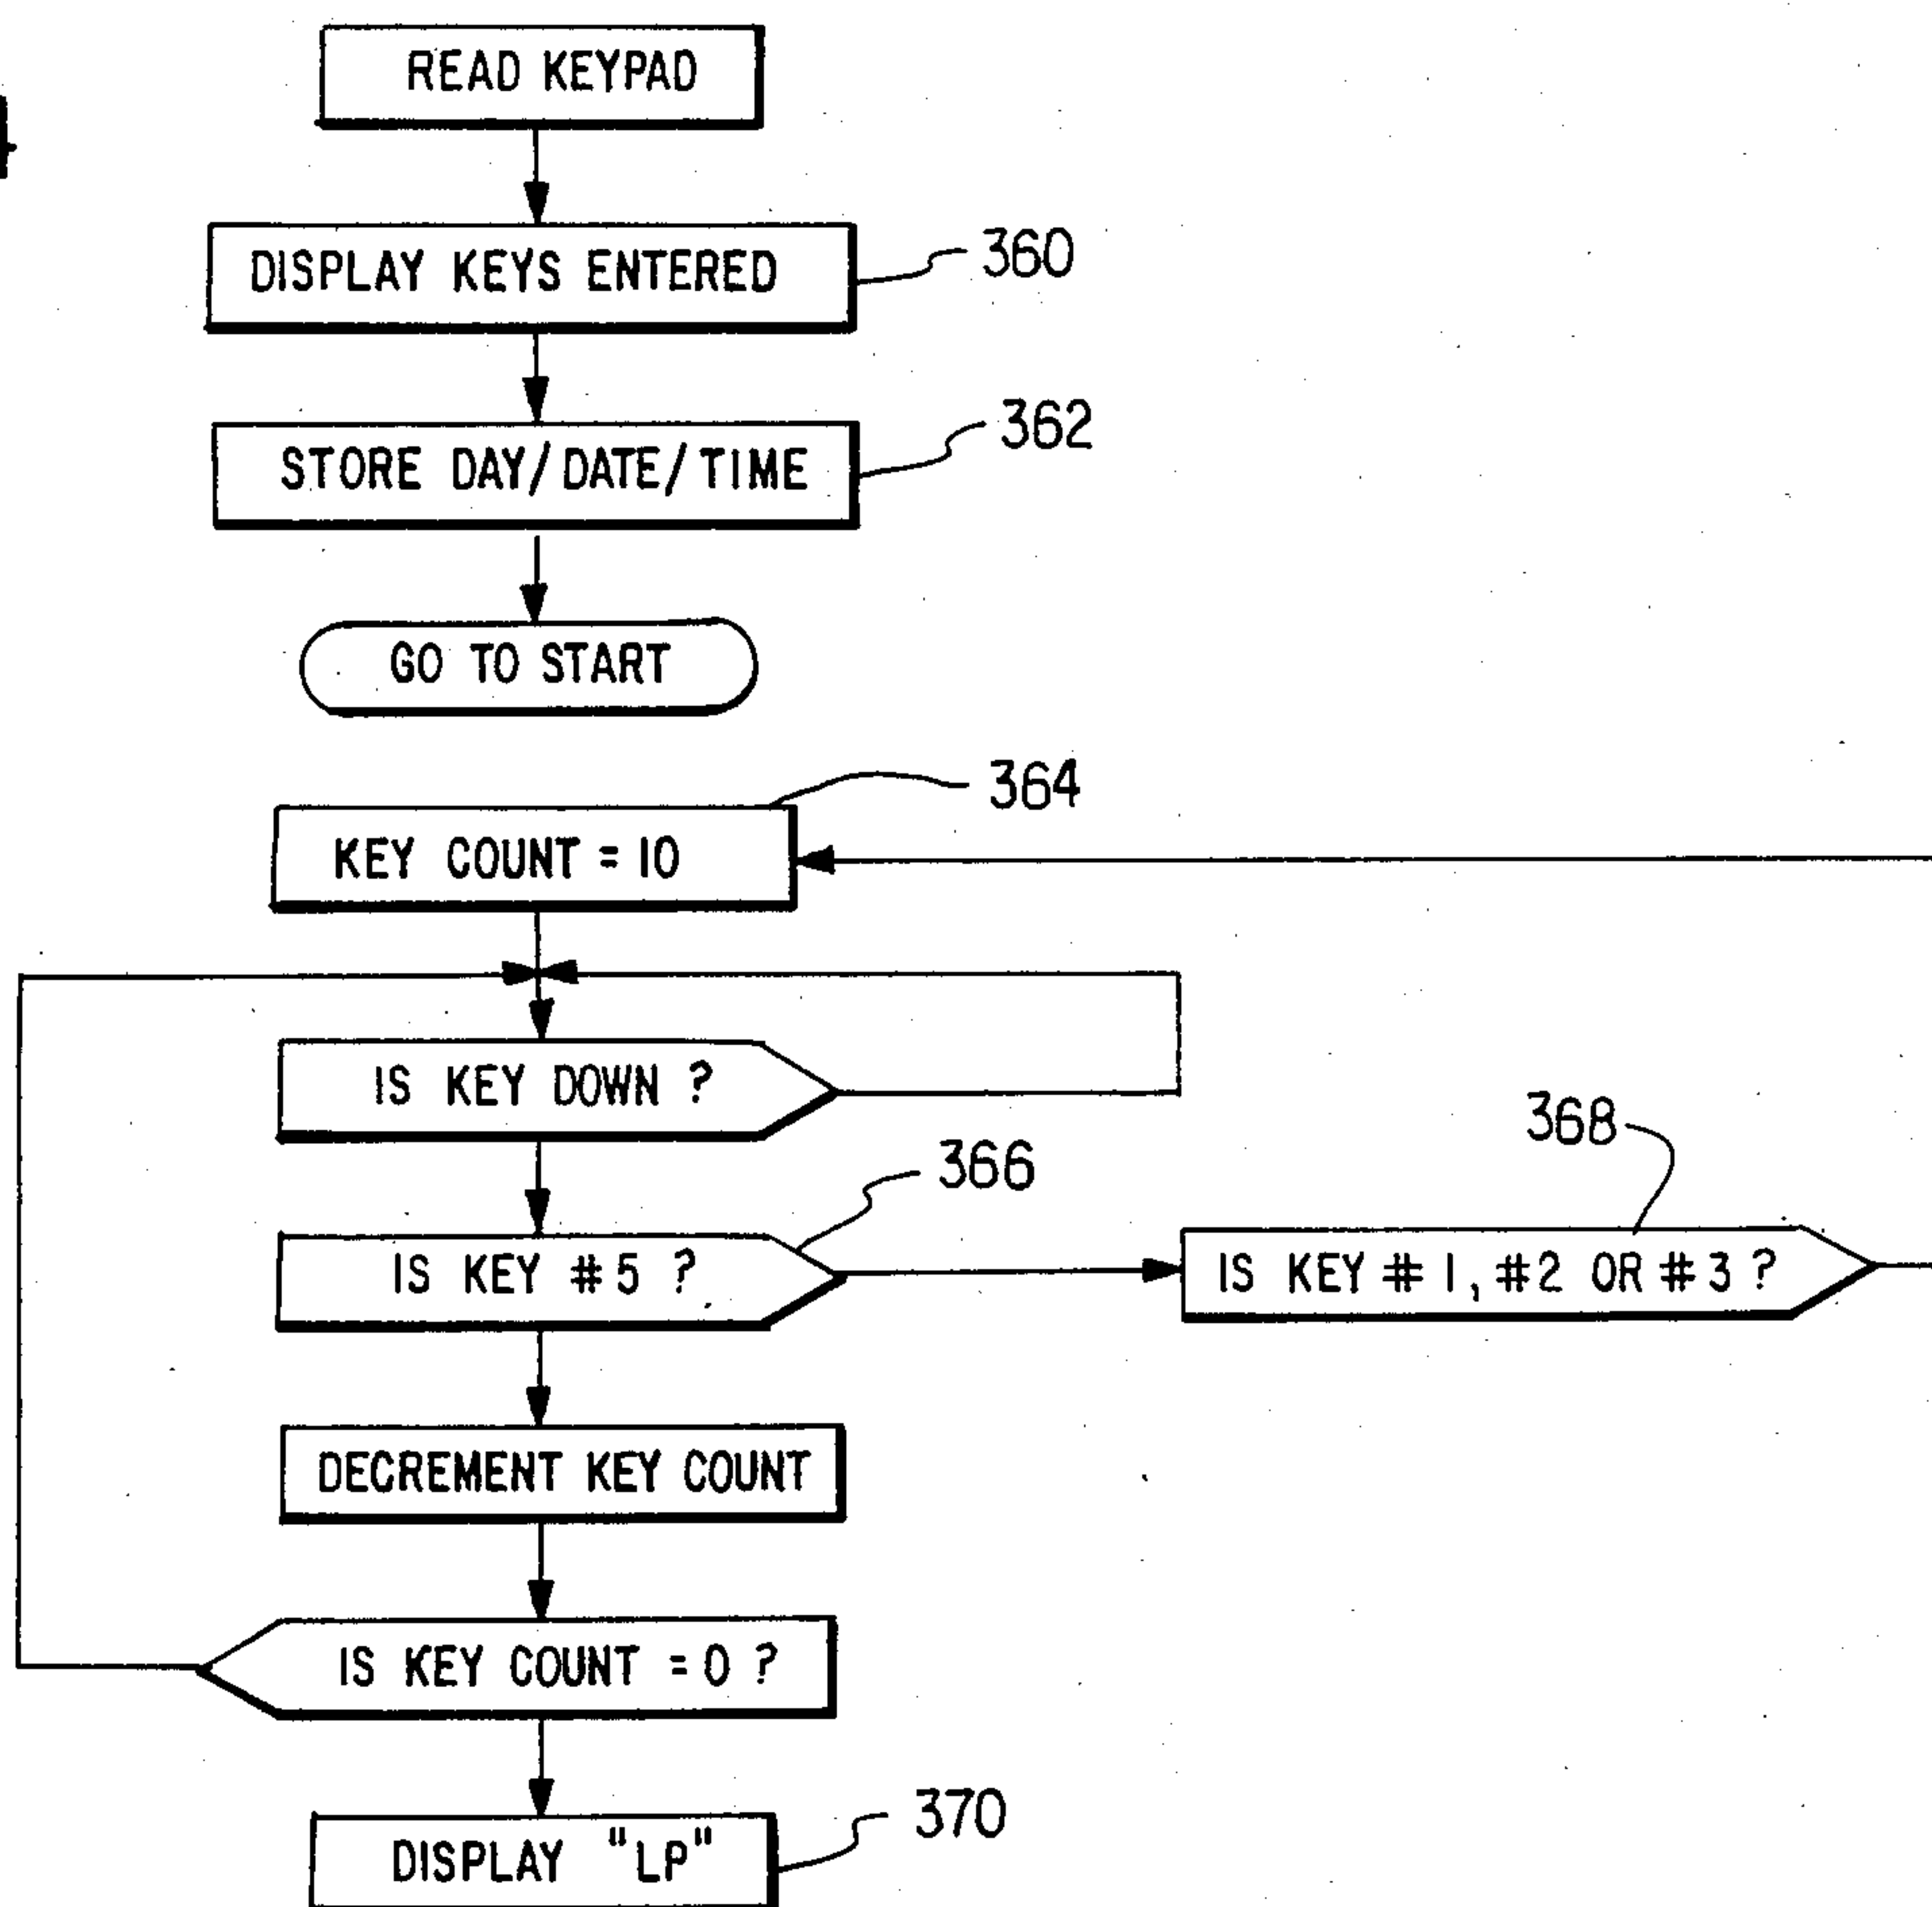 READ KEYPAD
DISPLAY KEYS ENTERED
360
STORE DAY/DATE/TIME
362
GO TO START
364
KEY COUNT = 10
IS KEY DOWN ?
368
366
IS KEY #5 ?
IS KEY #1, #2 OR #3 ?
DECREMENT KEY COUNT
IS KEY COUNT = 0 ?
370
DISPLAY "LP"